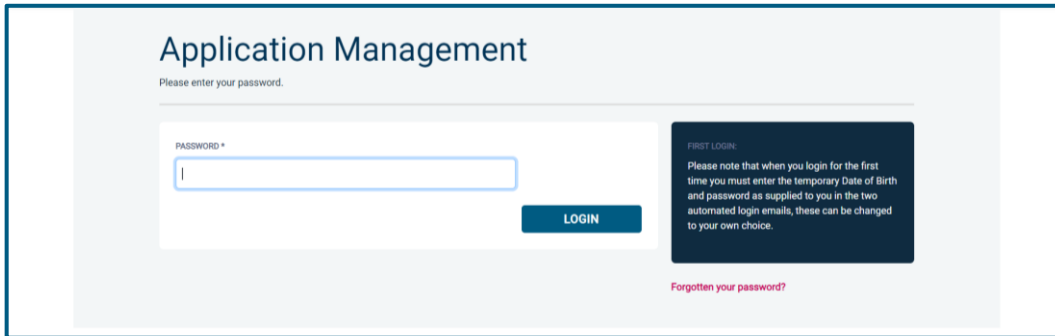 Application Management
Please enter your password.
PASSWORD *
LOGIN
FIRST LOGIN:
Please note that when you login for the first
time you must enter the temporary Date of Birth
and password as supplied to you in the two
automated login emails, these can be changed
to your own choice.
Forgotten your password?